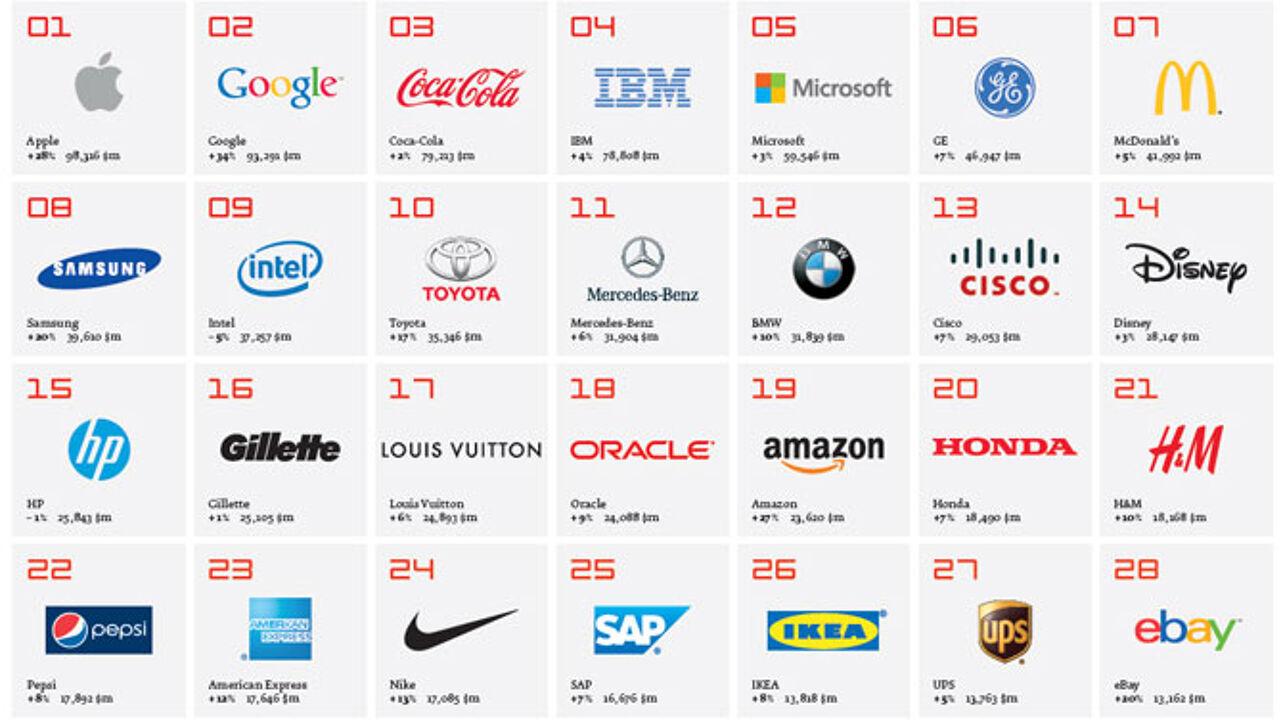 01
Apple
+28% 98,316 $m
02
Google
Google
+34% 93,291 $m
03
Coca-Cola
Coca-Cola
+2% 79,213 $m
04
IBM
IBM
+4% 78,808 $m
05
Microsoft
Microsoft
+3% 59,546 $m
06
GE
GE
+7% 46,947 $m
07
McDonald's
+5% 41,992 $m
08
SAMSUNG
Samsung
+20% 39,610 $m
09
intel
Intel
-5% 37,257 $m
10
TOYOTA
Toyota
+17% 35,346 $m
11
Mercedes-Benz
Mercedes-Benz
+6% 31,904 $m
12
BMW
BMW
+10% 31,839 $m
13
CISCO
Cisco
+7% 29,053 $m
14
Disney
Disney
+3% 28,147 $m
15
hp
HP
-1% 25,843 $m
16
Gillette
Gillette
+1% 25,105 $m
17
LOUIS VUITTON
Louis Vuitton
+6% 24,893 $m
18
ORACLE
Oracle
+9% 24,088 $m
19
amazon
Amazon
+27% 23,620 $m
20
HONDA
Honda
+7% 18,490 $m
21
H&M
H&M
+10% 18,168 $m
22
pepsi
Pepsi
+8% 17,892 $m
23
AMERICAN
EXPRESS
American Express
+12% 17,646 $m
24
Nike
+13% 17,085 $m
25
SAP
SAP
+7% 16,676 $m
26
IKEA
IKEA
+8% 13,818 $m
27
ups
UPS
+5% 13,763 $m
28
ebay
eBay
+20% 13,162 $m